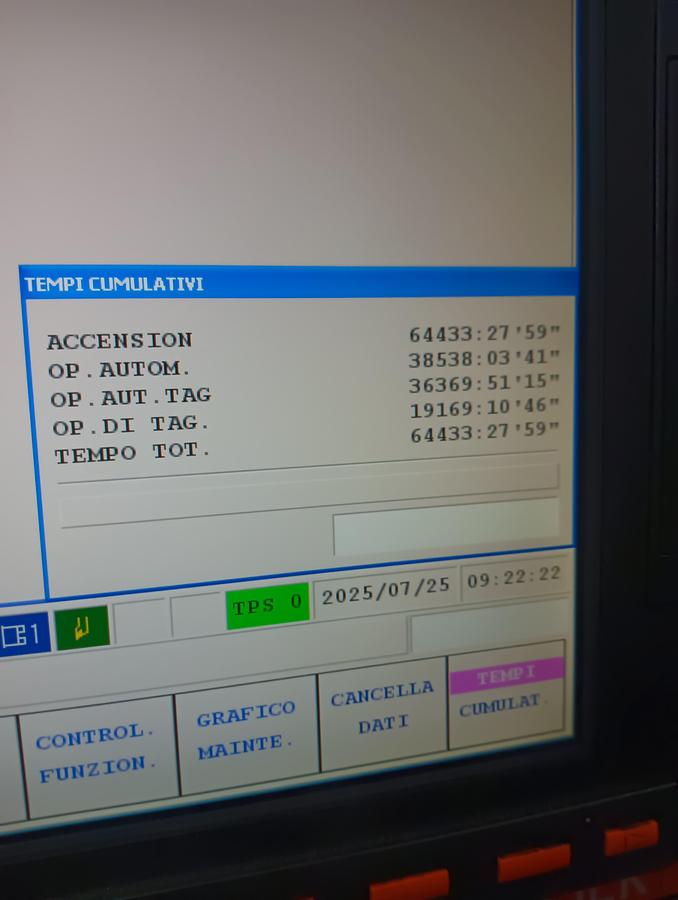 TEMPI CUMULATIVI
ACCENSION 64433:27'59"
OP.AUTOM. 38538:03'41"
OP.AUT.TAG 36369:51'15"
OP.DI TAG. 19169:10'46"
TEMPO TOT. 64433:27'59"
1 TPS 0 2025/07/25 09:22:22
CONTROL. FUNZION.
GRAFICO MAINTE.
CANCELLA DATI
TEMPI CUMULAT.